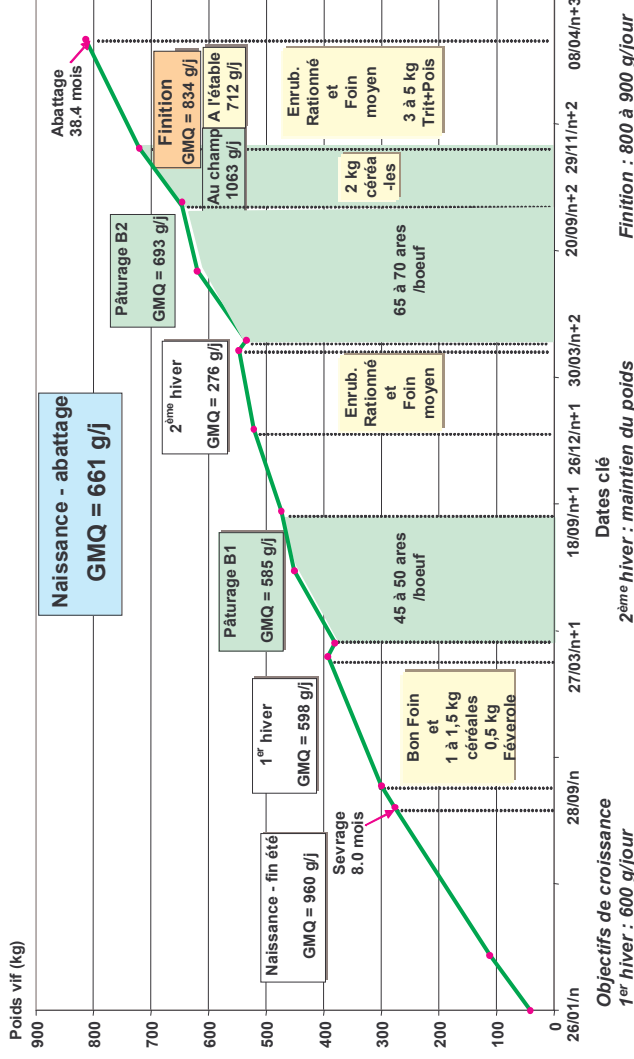 Poids vif (kg)
900
800
700
600
500
400
300
200
100
0
Naissance - abattage
GMQ = 661 g/j
Naissance - fin été
GMQ = 960 g/j
Sevrage
8.0 mois
1er hiver
GMQ = 598 g/j
Bon Foin
et
1 à 1,5 kg
céréales
0,5 kg
Féverole
Pâturage B1
GMQ = 585 g/j
45 à 50 ares
/boeuf
2ème hiver
GMQ = 276 g/j
Enrub.
Rationné
et
Foin
moyen
Pâturage B2
GMQ = 693 g/j
65 à 70 ares
/boeuf
Finition
GMQ = 834 g/j
Au champ
1063 g/j
A l'étable
712 g/j
2 kg
céréa
-les
Enrub.
Rationné
et
Foin
moyen
3 à 5 kg
Trit+Pois
Abattage
38.4 mois
26/01/n
28/09/n
27/03/n+1
18/09/n+1
26/12/n+1
30/03/n+2
20/09/n+2
29/11/n+2
08/04/n+3
Dates clé
Objectifs de croissance
1er hiver : 600 g/jour
2ème hiver : maintien du poids
Finition : 800 à 900 g/jour